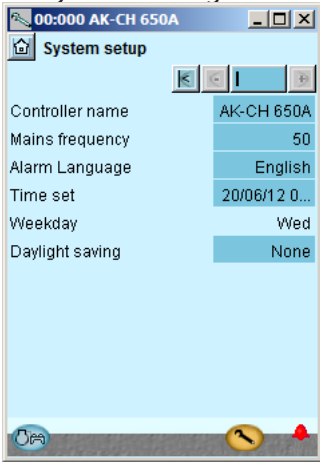 00:000 AK-CH 650A
System setup
Controller name AK-CH 650A
Mains frequency 50
Alarm Language English
Time set 20/06/12 0...
Weekday Wed
Daylight saving None